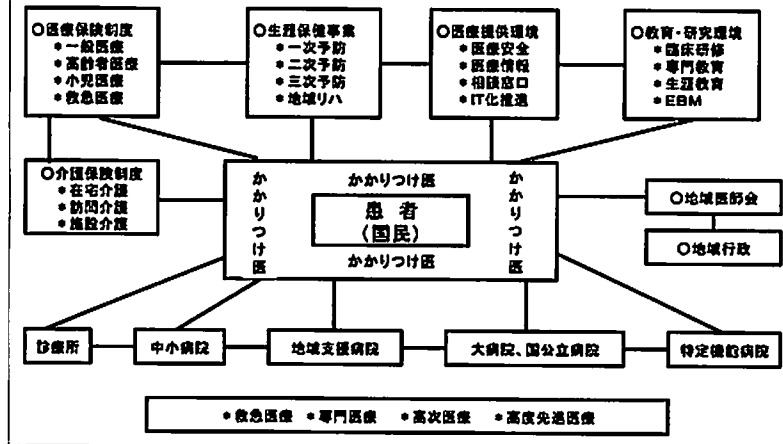 ○医療保険制度
*一般医療
*高齢者医療
*小児医療
*救急医療
○生涯保健事業
*一次予防
*二次予防
*三次予防
*地域リハ
○医療提供環境
*医療安全
*医療情報
*相談窓口
*IT化推進
○教育・研究環境
*臨床研修
*専門教育
*生涯教育
*EBM
○介護保険制度
*在宅介護
*訪問介護
*施設介護
かかりつけ医
かかりつけ医
かかりつけ医
患者
(国民)
かかりつけ医
○地域医師会
○地域行政
診療所
中小病院
地域支援病院
大病院、国公立病院
特定機能病院
*救急医療 *専門医療 *高次医療 *高度先進医療